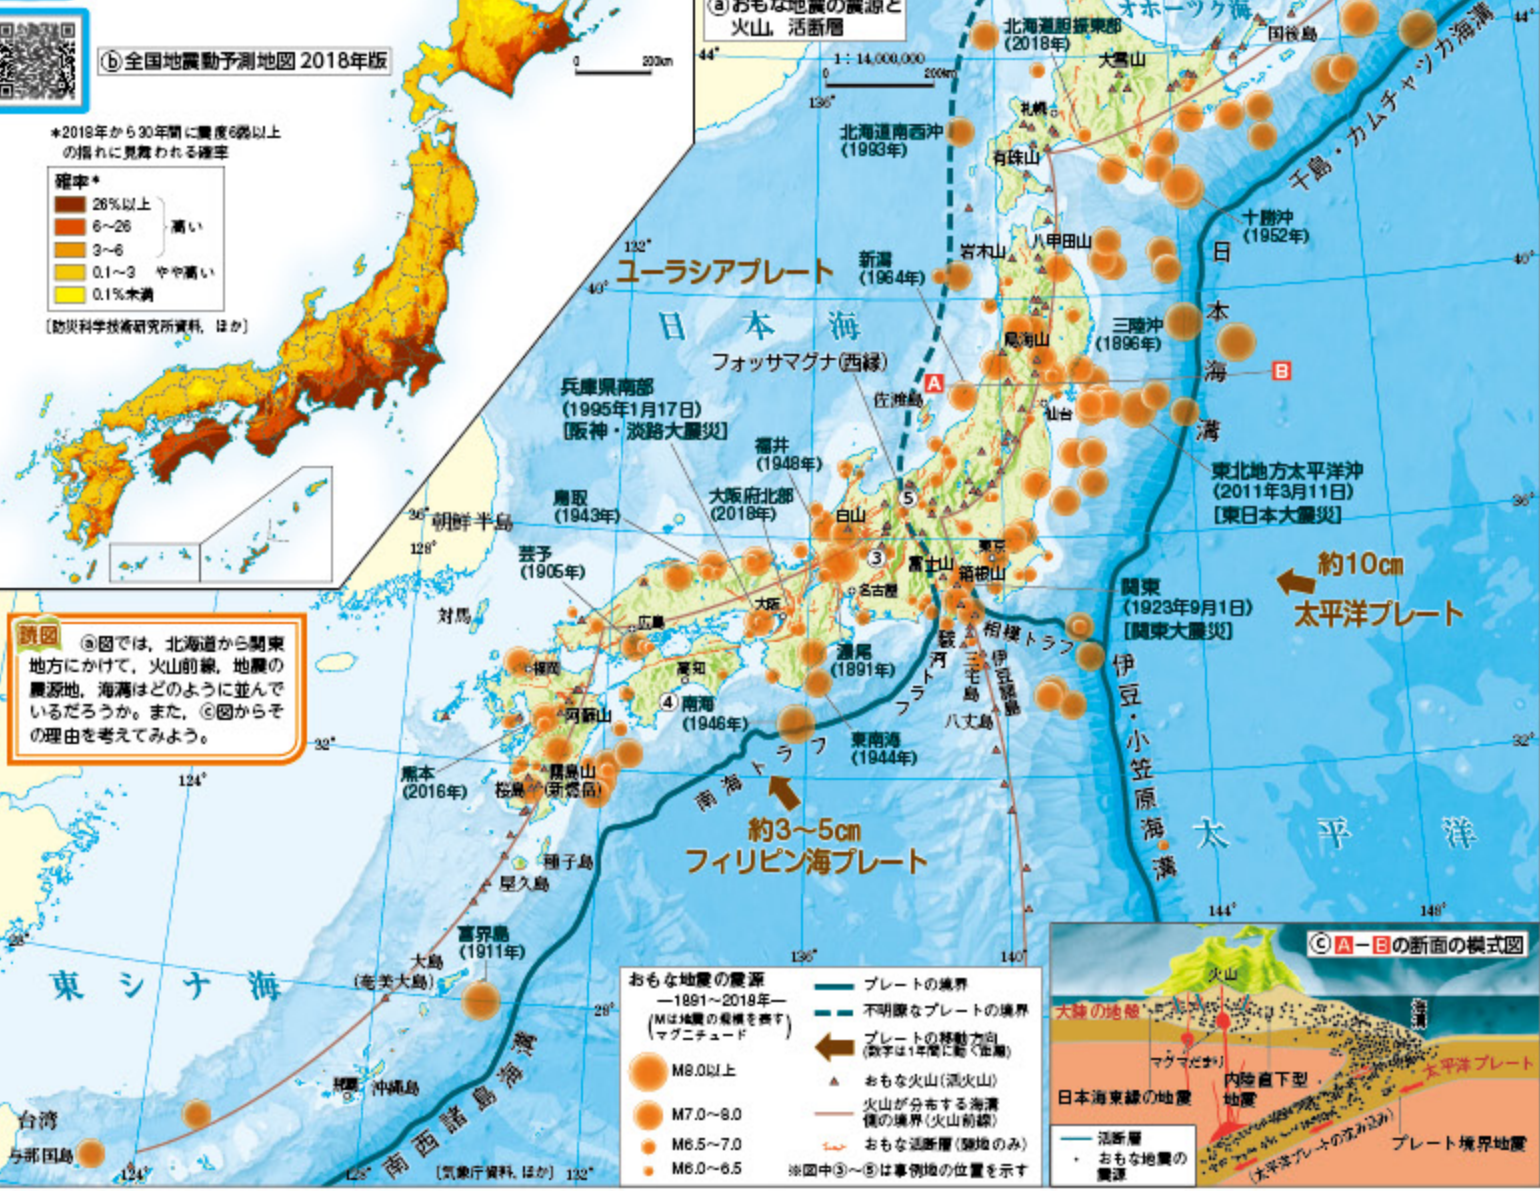 ⓑ全国地震動予測地図 2018年版
0 200km
*2018年から30年間に震度6弱以上
の揺れに見舞われる確率
確率*
26%以上
6〜26
高い
3〜6
0.1〜3 やや高い
0.1%未満
[防災科学技術研究所資料,ほか]
ⓐおもな地震の震源と
火山,活断層
1:14,000,000
0 200km
44°
136°
132°
40°
36°
128°
32°
124°
28°
44°
40°
36°
32°
144°
148°
136°
140°
28°
124°
128°
132°
オホーツク海
国後島
千島・カムチャツカ海溝
北海道胆振東部
(2018年)
大雪山
札幌
北海道南西沖
(1993年)
有珠山
十勝沖
(1952年)
日本海溝
岩木山
八甲田山
新潟
(1964年)
ユーラシアプレート
日本海
三陸沖
(1896年)
鳥海山
フォッサマグナ(西縁)
A
B
佐渡島
仙台
兵庫県南部
(1995年1月17日)
[阪神・淡路大震災]
福井
(1948年)
東北地方太平洋沖
(2011年3月11日)
[東日本大震災]
鳥取
(1943年)
大阪府北部
(2018年)
白山
⑤
朝鮮半島
芸予
(1905年)
③
富士山
東京
箱根山
名古屋
約10cm
太平洋プレート
関東
(1923年9月1日)
[関東大震災]
対馬
広島
大阪
相模トラフ
駿河トラフ
三宅島
伊豆諸島
八丈島
濃尾
(1891年)
福岡
高知
④
南海
(1946年)
東南海
(1944年)
阿蘇山
伊豆・小笠原海溝
熊本
(2016年)
霧島山
(新燃岳)
桜島
南海トラフ
約3〜5cm
フィリピン海プレート
太平洋
種子島
屋久島
喜界島
(1911年)
大島
(奄美大島)
東シナ海
那覇
沖縄島
南西諸島海溝
台湾
与那国島
[気象庁資料,ほか]
読図
ⓐ図では,北海道から関東
地方にかけて,火山前線,地震の
震源地,海溝はどのように並んで
いるだろうか。また,ⓒ図からそ
の理由を考えてみよう。
おもな地震の震源
―1891〜2018年―
(Mは地震の規模を表す
マグニチュード)
M8.0以上
M7.0〜8.0
M6.5〜7.0
M6.0〜6.5
プレートの境界
不明瞭なプレートの境界
プレートの移動方向
(数字は1年間に動く距離)
おもな火山(活火山)
火山が分布する海溝
側の境界(火山前線)
おもな活断層(陸地のみ)
※図中③〜⑤は事例地の位置を示す
ⓒA―Bの断面の模式図
火山
大陸の地殻
海溝
マグマだまり
太平洋プレート
日本海東縁の地震
内陸直下型
地震
プレート境界地震
(太平洋プレートの沈み込み)
活断層
おもな地震の
震源